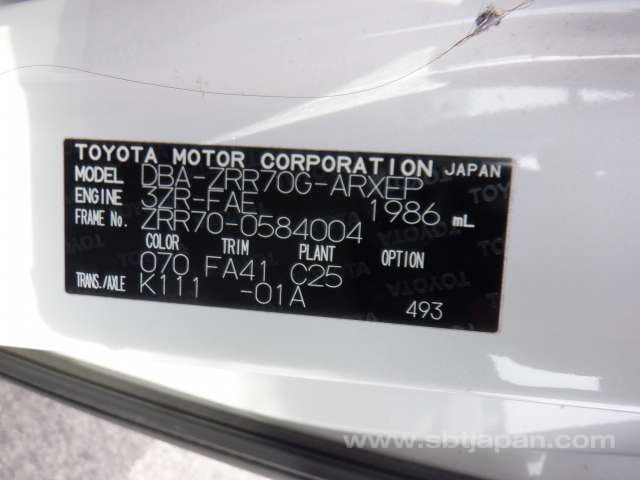 TOYOTA MOTOR CORPORATION JAPAN
MODEL DBA-ZRR70G-ARXEP
ENGINE 3ZR-FAE 1986 mL
FRAME No. ZRR70-0584004
COLOR TRIM PLANT OPTION
070 FA41 C25
TRANS./AXLE K111 -01A
493
www.sbtjapan.com